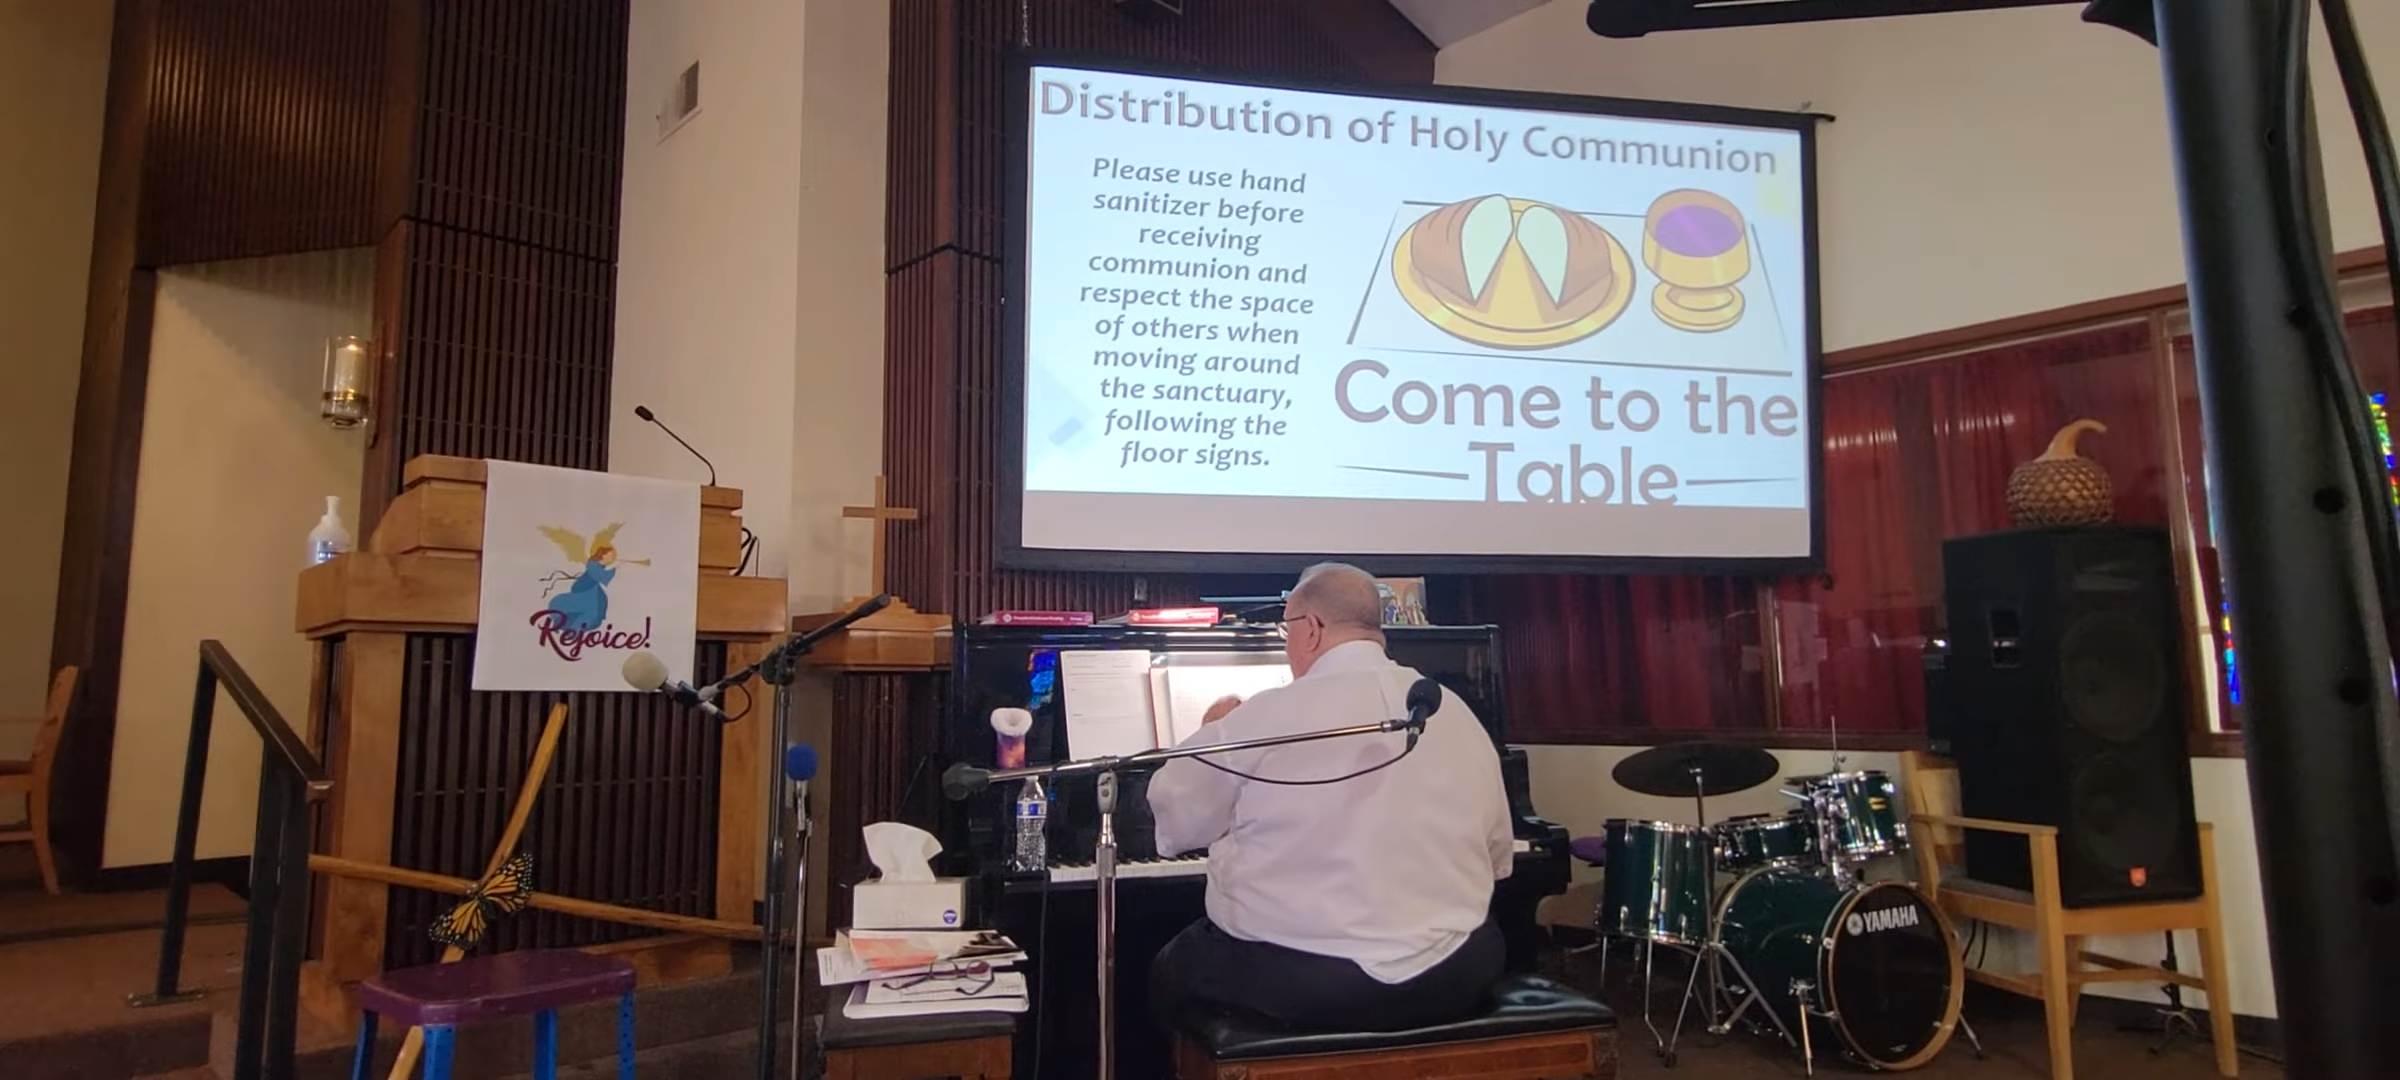 Distribution of Holy Communion
Please use hand
sanitizer before
receiving
communion and
respect the space
of others when
moving around
the sanctuary,
following the
floor signs.
Come to the
Table
Rejoice!
YAMAHA